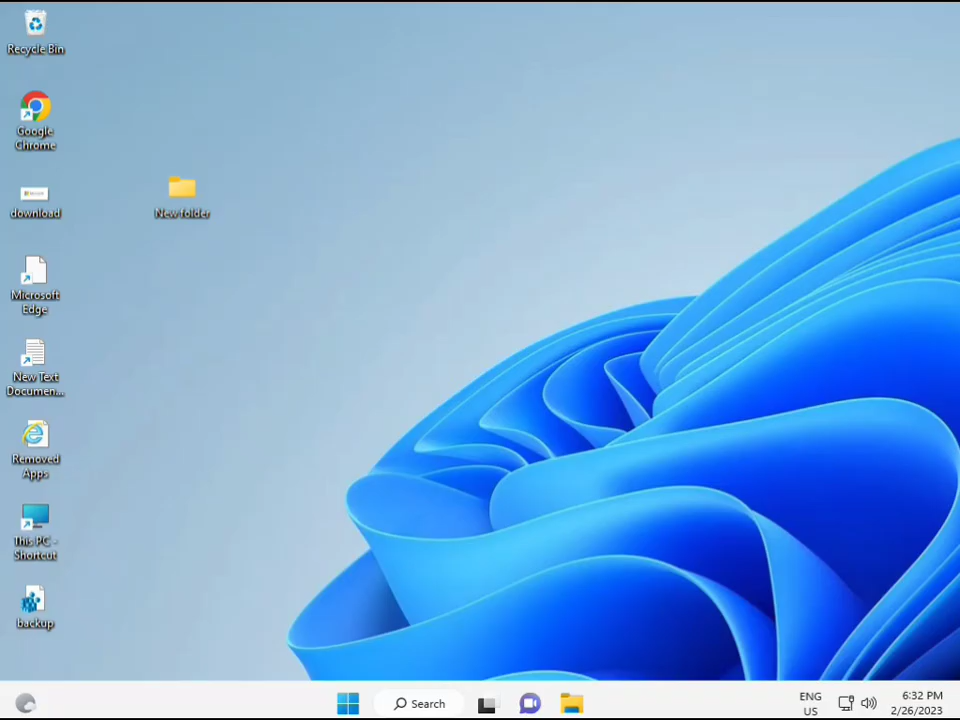 Recycle Bin
Google
Chrome
download
New folder
Microsoft
Edge
New Text
Documen...
Removed
Apps
This PC -
Shortcut
backup
Search
ENG
US
6:32 PM
2/26/2023